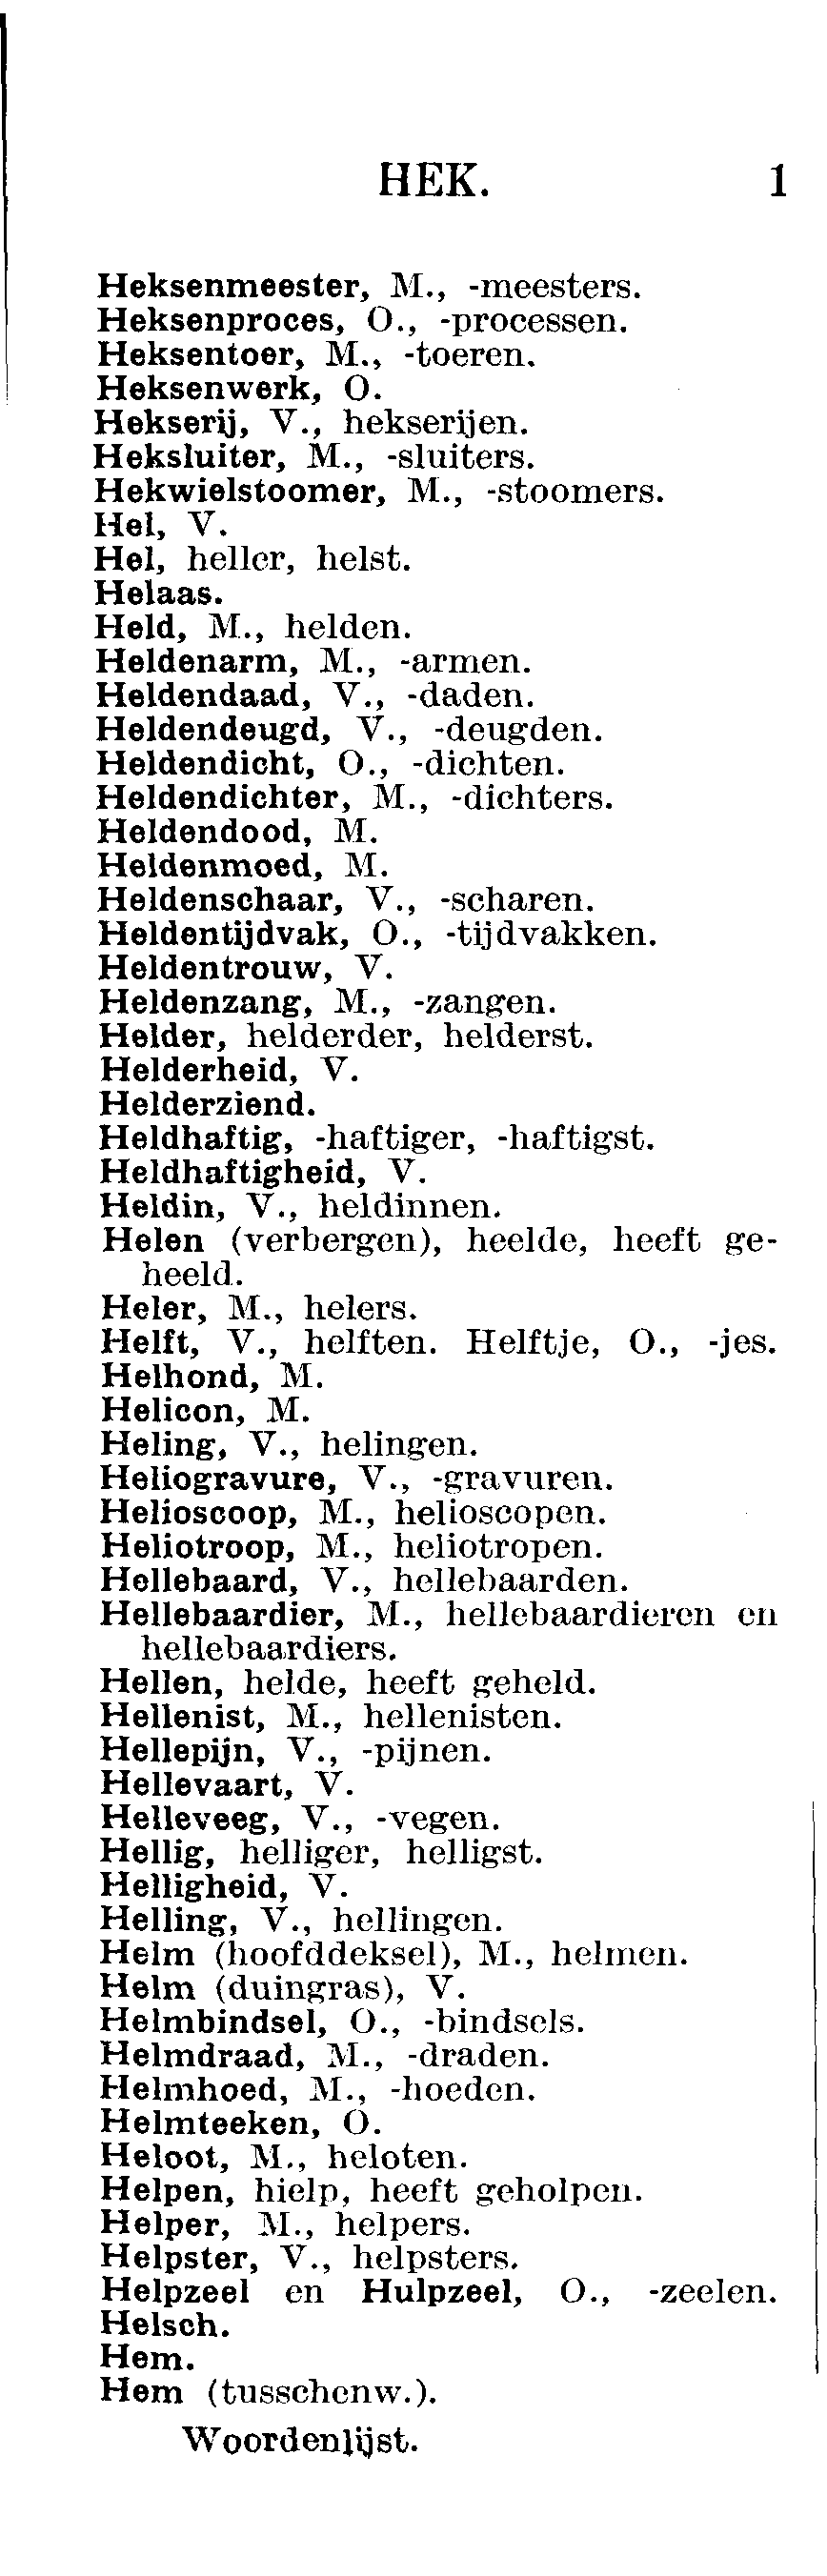 HEK. 1
Heksenmeester, M., -meesters.
Heksenproces, O., -processen.
Heksentoer, M., -toeren.
Heksenwerk, O.
Hekserij, V., hekserijen.
Heksluiter, M., -sluiters.
Hekwielstoomer, M., -stoomers.
Hel, V.
Hel, heller, helst.
Helaas.
Held, M., helden.
Heldenarm, M., -armen.
Heldendaad, V., -daden.
Heldendeugd, V., -deugden.
Heldendicht, O., -dichten.
Heldendichter, M., -dichters.
Heldendood, M.
Heldenmoed, M.
Heldenschaar, V., -scharen.
Heldentijdvak, O., -tijdvakken.
Heldentrouw, V.
Heldenzang, M., -zangen.
Helder, helderder, helderst.
Helderheid, V.
Helderziend.
Heldhaftig, -haftiger, -haftigst.
Heldhaftigheid, V.
Heldin, V., heldinnen.
Helen (verbergen), heelde, heeft ge-
heeld.
Heler, M., helers.
Helft, V., helften. Helftje, O., -jes.
Helhond, M.
Helicon, M.
Heling, V., helingen.
Heliogravure, V., -gravuren.
Helioscoop, M., helioscopen.
Heliotroop, M., heliotropen.
Hellebaard, V., hellebaarden.
Hellebaardier, M., hellebaardieren en
hellebaardiers.
Hellen, helde, heeft geheld.
Hellenist, M., hellenisten.
Hellepijn, V., -pijnen.
Hellevaart, V.
Helleveeg, V., -vegen.
Hellig, helliger, helligst.
Helligheid, V.
Helling, V., hellingen.
Helm (hoofddeksel), M., helmen.
Helm (duingras), V.
Helmbindsel, O., -bindsels.
Helmdraad, M., -draden.
Helmhoed, M., -hoeden.
Helmteeken, O.
Heloot, M., heloten.
Helpen, hielp, heeft geholpen.
Helper, M., helpers.
Helpster, V., helpsters.
Helpzeel en Hulpzeel, O., -zeelen.
Helsch.
Hem.
Hem (tusschenw.).
Woordenlijst.